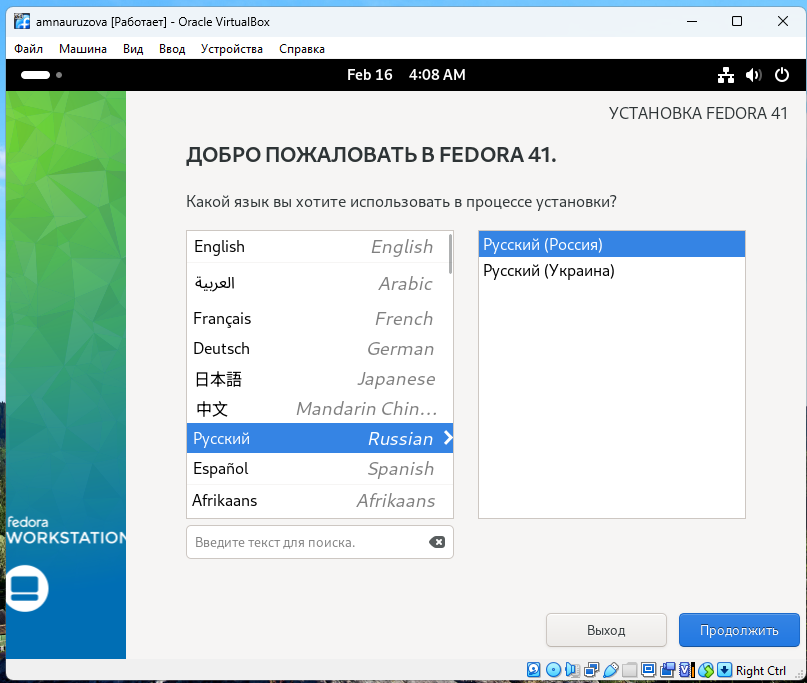 amnauruzova [Работает] - Oracle VirtualBox
Файл Машина Вид Ввод Устройства Справка
Feb 16 4:08 AM
УСТАНОВКА FEDORA 41
ДОБРО ПОЖАЛОВАТЬ В FEDORA 41.
Какой язык вы хотите использовать в процессе установки?
English English
العربية Arabic
Français French
Deutsch German
日本語 Japanese
中文 Mandarin Chin...
Русский Russian
Español Spanish
Afrikaans Afrikaans
Русский (Россия)
Русский (Украина)
Введите текст для поиска.
fedora
WORKSTATION
Выход Продолжить
Right Ctrl